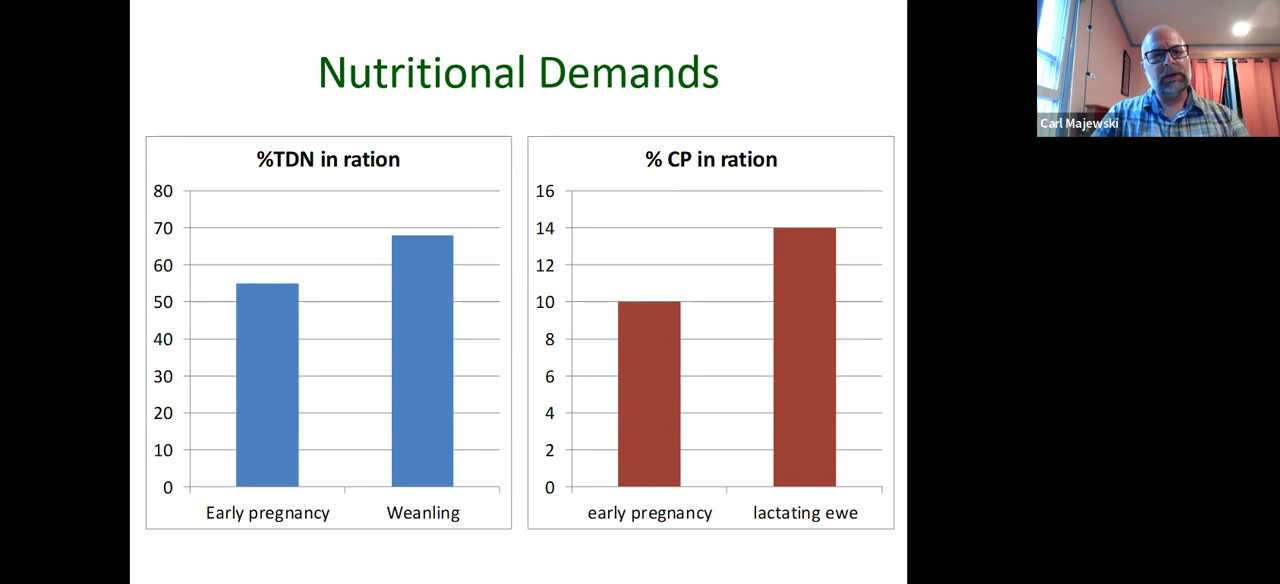 Nutritional Demands
%TDN in ration
80
70
60
50
40
30
20
10
0
Early pregnancy
Weanling
% CP in ration
16
14
12
10
8
6
4
2
0
early pregnancy
lactating ewe
Carl Majewski